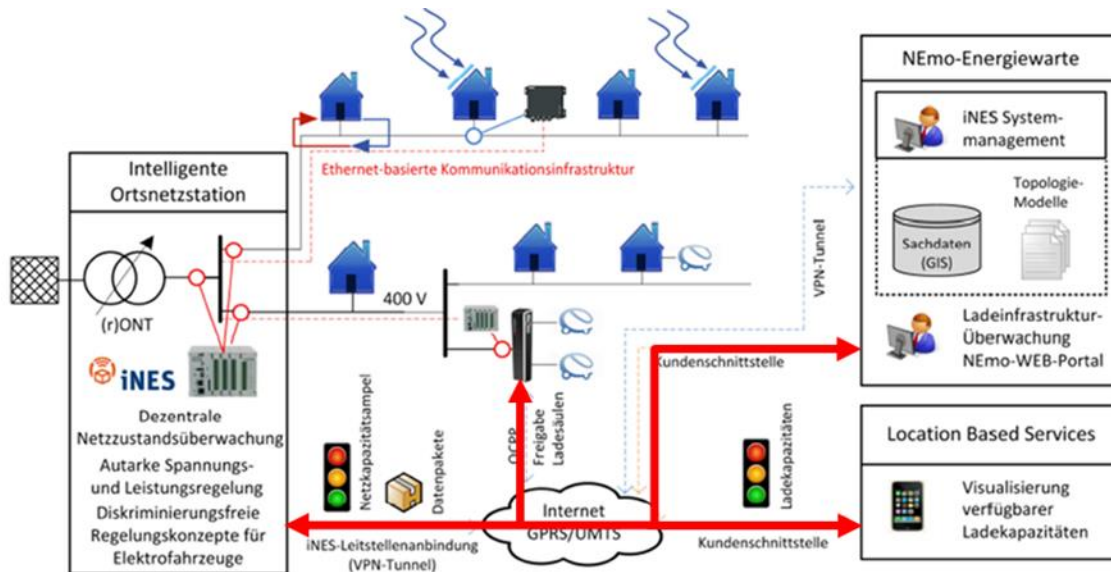 NEmo-Energiewarte
iNES System-
management
Topologie-
Modelle
Sachdaten
(GIS)
Ladeinfrastruktur-
Überwachung
NEmo-WEB-Portal
Intelligente
Ortsnetzstation
(r)ONT
iNES
Dezentrale
Netzzustandsüberwachung
Autarke Spannungs-
und Leistungsregelung
Diskriminierungsfreie
Regelungskonzepte für
Elektrofahrzeuge
Ethernet-basierte Kommunikationsinfrastruktur
400 V
VPN-Tunnel
Kundenschnittstelle
Netzkapazitätsampel
Datenpakete
OCPP
Freigabe
Ladesäulen
Ladekapazitäten
Internet
GPRS/UMTS
iNES-Leitstellenanbindung
(VPN-Tunnel)
Kundenschnittstelle
Location Based Services
Visualisierung
verfügbarer
Ladekapazitäten